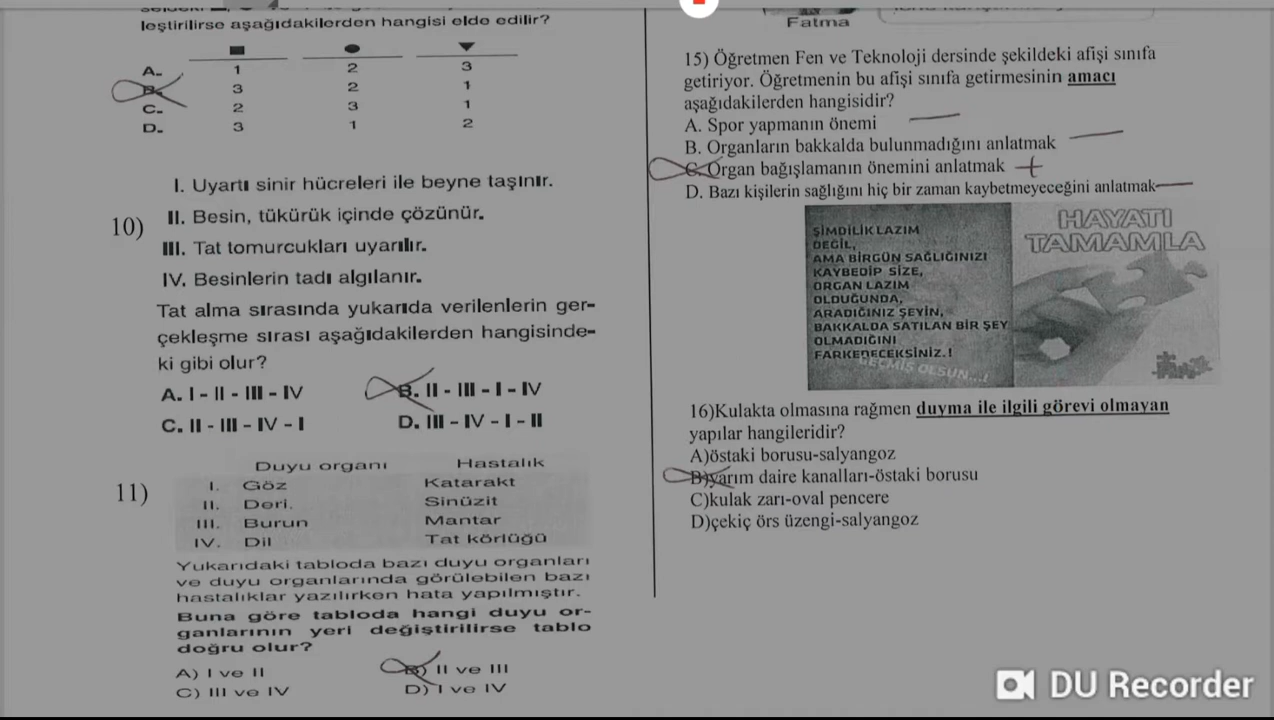 leştirilirse aşağıdakilerden hangisi elde edilir?
A. 1 2 3
B. 3 2 1
C. 2 3 1
D. 3 1 2
10)
I. Uyartı sinir hücreleri ile beyne taşınır.
II. Besin, tükürük içinde çözünür.
III. Tat tomurcukları uyarılır.
IV. Besinlerin tadı algılanır.
Tat alma sırasında yukarıda verilenlerin ger-
çekleşme sırası aşağıdakilerden hangisinde-
ki gibi olur?
A. I - II - III - IV
B. II - III - I - IV
C. II - III - IV - I
D. III - IV - I - II
11)
Duyu organı Hastalık
I. Göz Katarakt
II. Deri. Sinüzit
III. Burun Mantar
IV. Dil Tat körlüğü
Yukarıdaki tabloda bazı duyu organları
ve duyu organlarında görülebilen bazı
hastalıklar yazılırken hata yapılmıştır.
Buna göre tabloda hangi duyu or-
ganlarının yeri değiştirilirse tablo
doğru olur?
A) I ve II
B) II ve III
C) III ve IV
D) I ve IV
Fatma
15) Öğretmen Fen ve Teknoloji dersinde şekildeki afişi sınıfa
getiriyor. Öğretmenin bu afişi sınıfa getirmesinin amacı
aşağıdakilerden hangisidir?
A. Spor yapmanın önemi
B. Organların bakkalda bulunmadığını anlatmak
C. Organ bağışlamanın önemini anlatmak +
D. Bazı kişilerin sağlığını hiç bir zaman kaybetmeyeceğini anlatmak
ŞİMDİLİK LAZIM
DEĞİL,
AMA BİRGÜN SAĞLIĞINIZI
KAYBEDİP SİZE,
ORGAN LAZIM
OLDUĞUNDA,
ARADIĞINIZ ŞEYİN,
BAKKALDA SATILAN BİR ŞEY
OLMADIĞINI
FARKEDECEKSİNİZ.!
GEÇMİŞ OLSUN...!
HAYATI
TAMAMLA
16)Kulakta olmasına rağmen duyma ile ilgili görevi olmayan
yapılar hangileridir?
A)östaki borusu-salyangoz
B)yarım daire kanalları-östaki borusu
C)kulak zarı-oval pencere
D)çekiç örs üzengi-salyangoz
DU Recorder